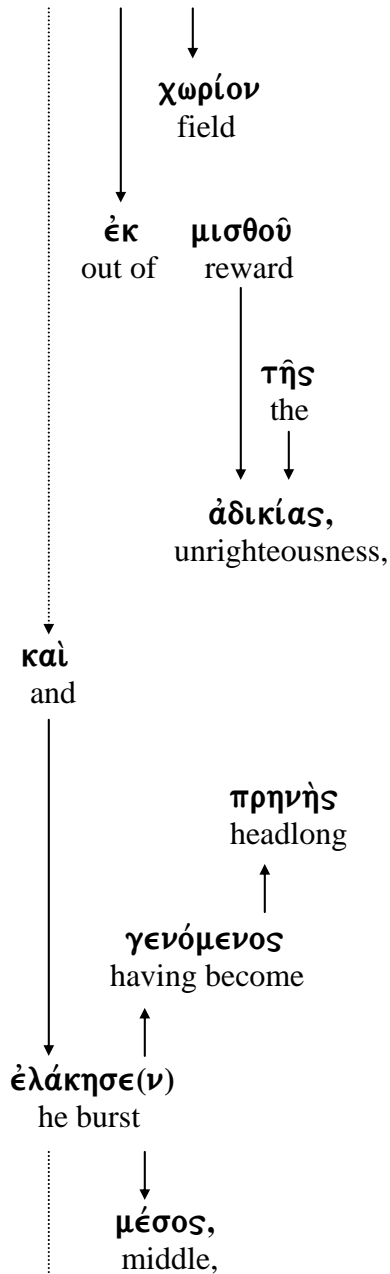 χωρίον
field
ἐκ μισθοῦ
out of reward
τῆς
the
ἀδικίας,
unrighteousness,
καὶ
and
πρηνὴς
headlong
γενόμενος
having become
ἐλάκησε(ν)
he burst
μέσος,
middle,